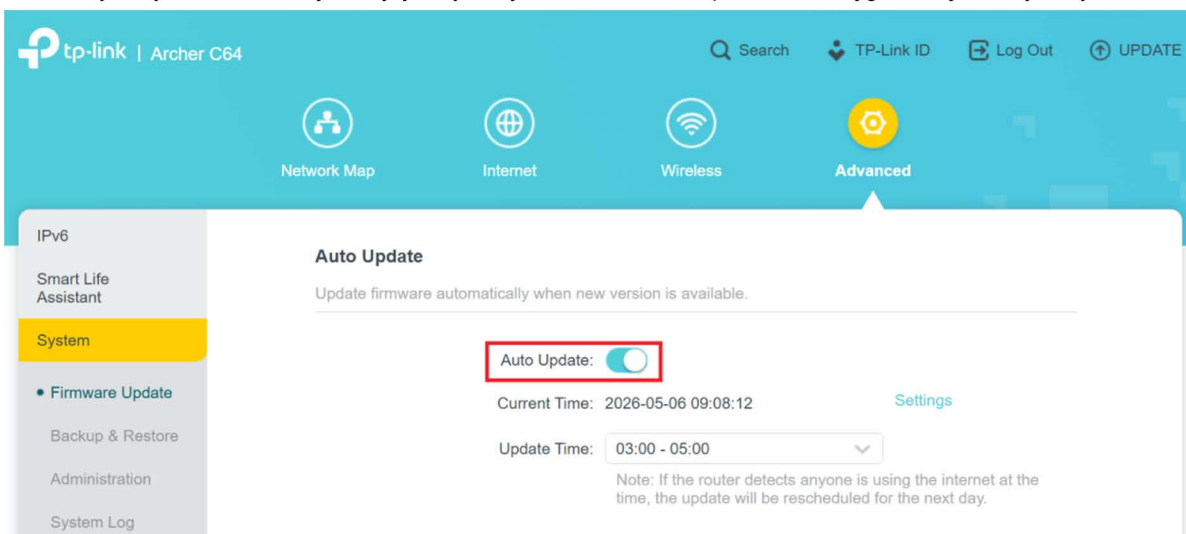 tp-link | Archer C64
Search
TP-Link ID
Log Out
UPDATE
Network Map
Internet
Wireless
Advanced
IPv6
Smart Life
Assistant
System
Firmware Update
Backup & Restore
Administration
System Log
Auto Update
Update firmware automatically when new version is available.
Auto Update:
Current Time: 2026-05-06 09:08:12 Settings
Update Time: 03:00 - 05:00
Note: If the router detects anyone is using the internet at the
time, the update will be rescheduled for the next day.